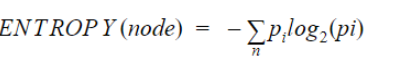 ENTROPY(node) = -∑ₙ pᵢlog₂(pi)